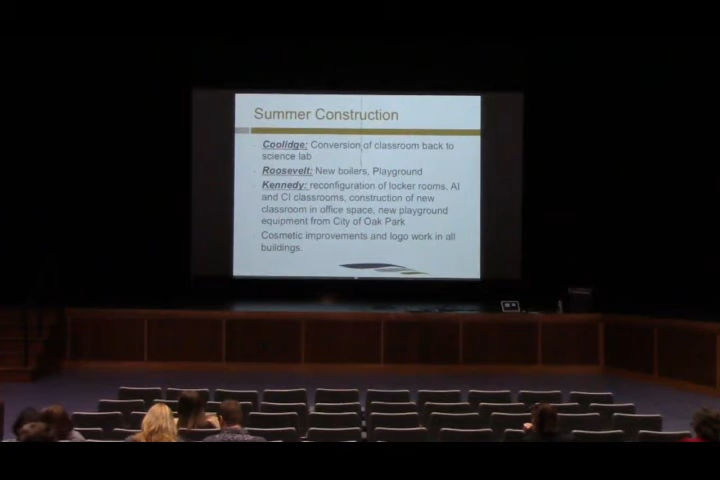 Summer Construction
Coolidge: Conversion of classroom back to
science lab
Roosevelt: New boilers, Playground
Kennedy: reconfiguration of locker rooms, AI
and CI classrooms, construction of new
classroom in office space, new playground
equipment from City of Oak Park
Cosmetic improvements and logo work in all
buildings.